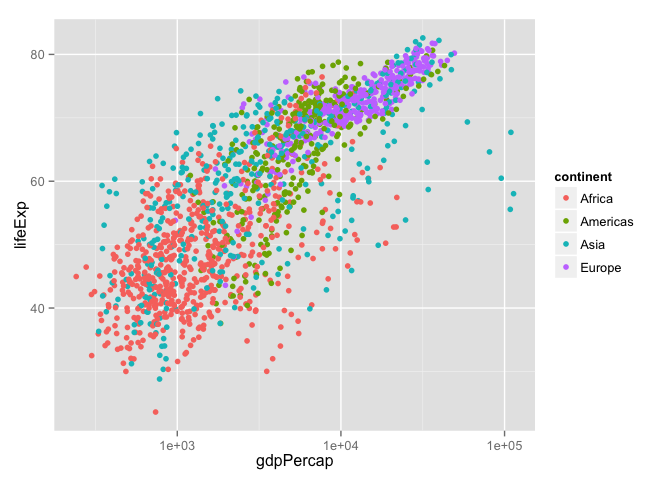 80
60
40
lifeExp
1e+03
1e+04
1e+05
gdpPercap
continent
Africa
Americas
Asia
Europe